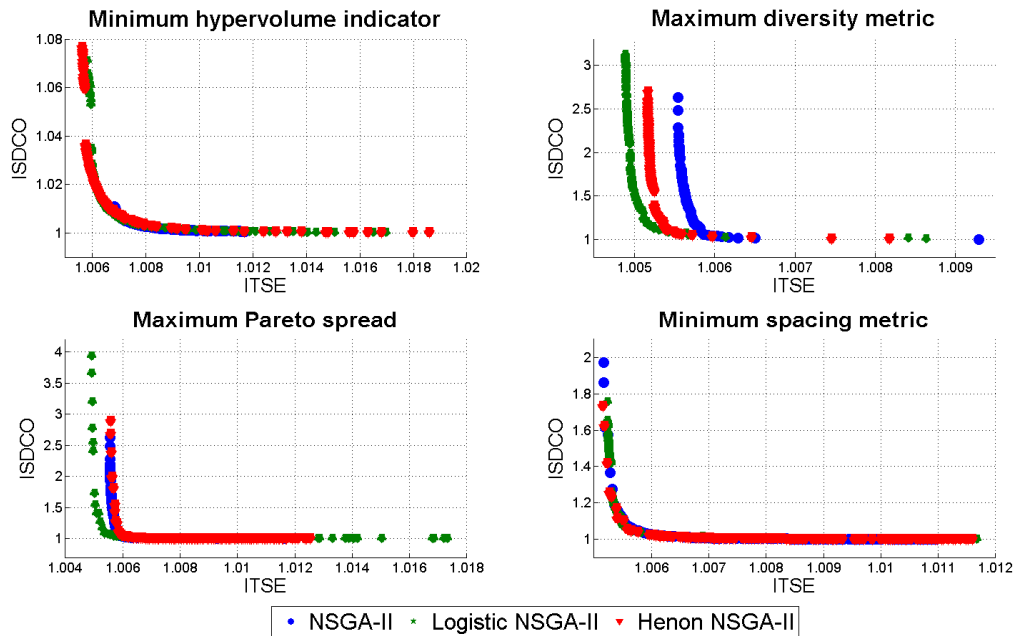 Minimum hypervolume indicator
1.08
1.06
1.04
1.02
1
ISDCO
1.006 1.008 1.01 1.012 1.014 1.016 1.018 1.02
ITSE
Maximum diversity metric
3
2.5
2
1.5
1
ISDCO
1.005 1.006 1.007 1.008 1.009
ITSE
Maximum Pareto spread
4
3.5
3
2.5
2
1.5
1
ISDCO
1.004 1.006 1.008 1.01 1.012 1.014 1.016 1.018
ITSE
Minimum spacing metric
2
1.8
1.6
1.4
1.2
1
ISDCO
1.006 1.007 1.008 1.009 1.01 1.011 1.012
ITSE
NSGA-II Logistic NSGA-II Henon NSGA-II